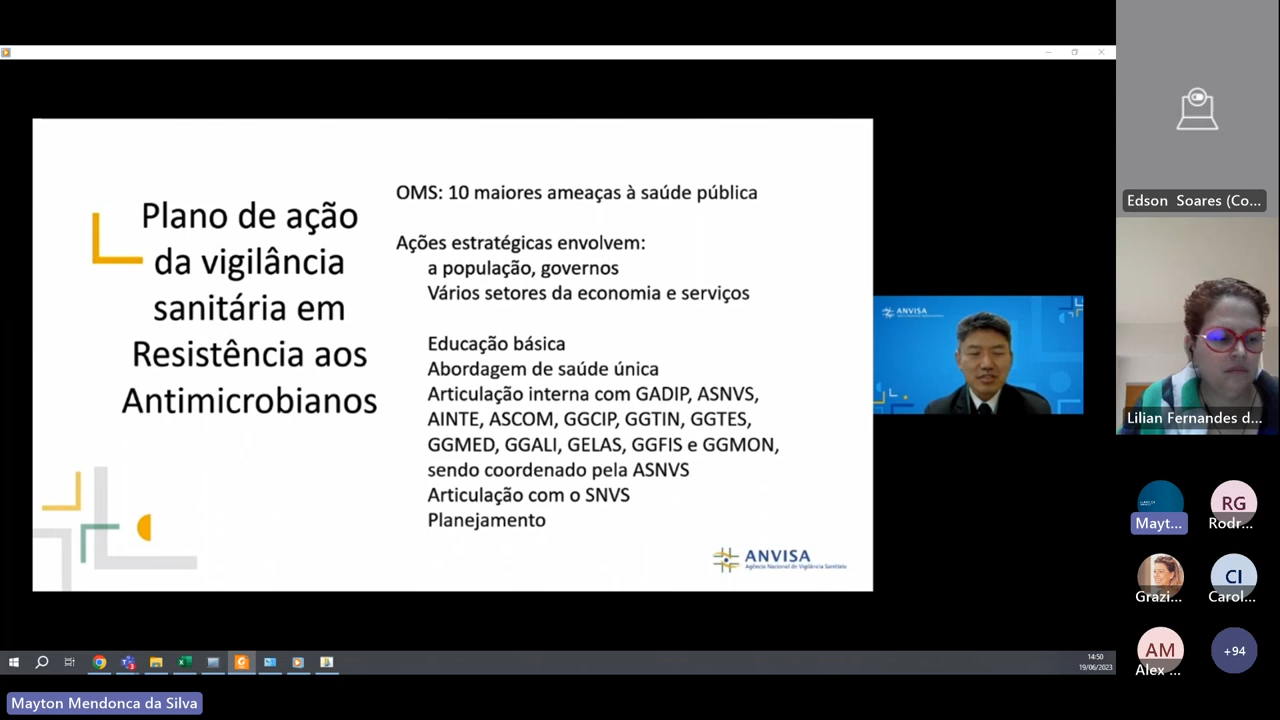 Plano de ação
da vigilância
sanitária em
Resistência aos
Antimicrobianos
OMS: 10 maiores ameaças à saúde pública
Ações estratégicas envolvem:
a população, governos
Vários setores da economia e serviços
Educação básica
Abordagem de saúde única
Articulação interna com GADIP, ASNVS,
AINTE, ASCOM, GGCIP, GGTIN, GGTES,
GGMED, GGALI, GELAS, GGFIS e GGMON,
sendo coordenado pela ASNVS
Articulação com o SNVS
Planejamento
ANVISA
Agência Nacional de Vigilância Sanitária
ANVISA
Edson Soares (Co...
Lilian Fernandes d...
Mayt...
RG
Rodr...
Grazi...
CI
Carol...
AM
Alex ...
+94
14:50
19/06/2023
Mayton Mendonca da Silva